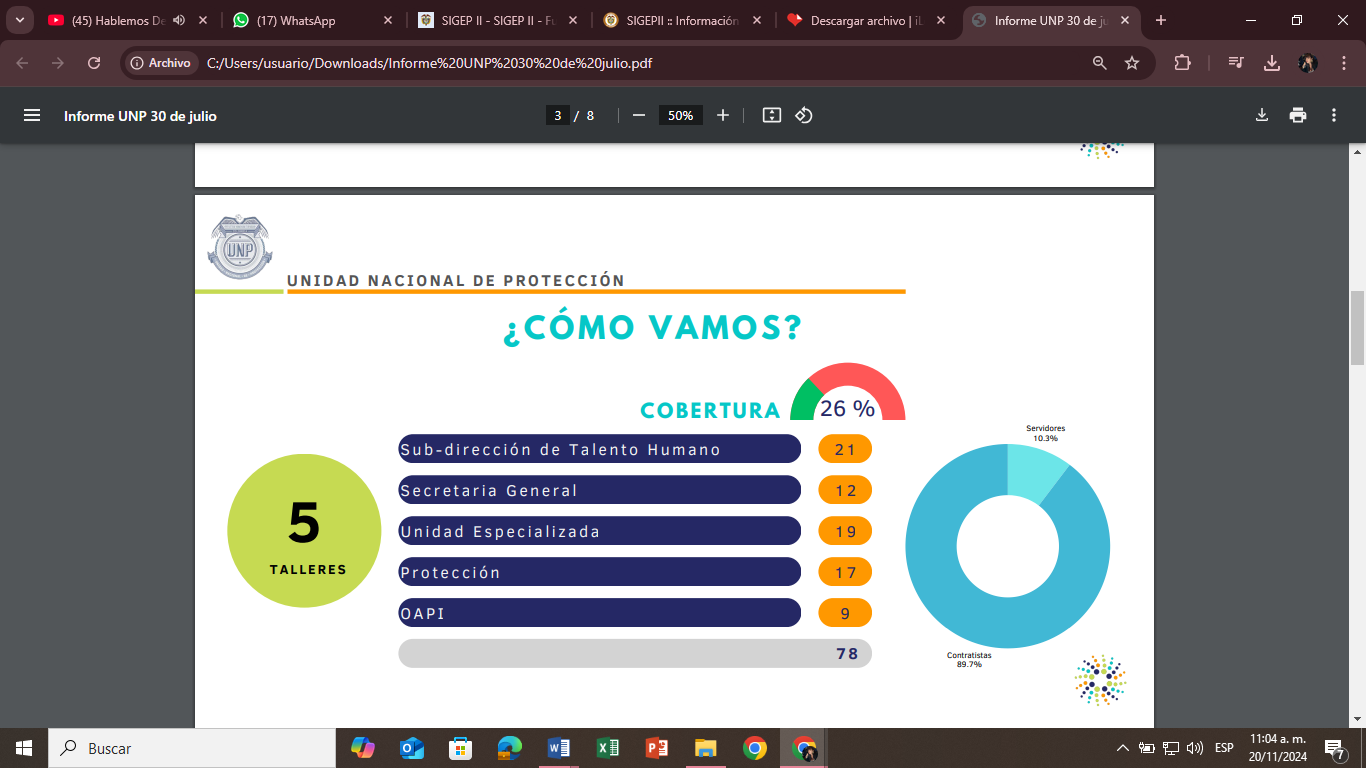 (45) Hablemos De
(17) WhatsApp
SIGEP II - SIGEP II - Fu
SIGEPII :: Información
Descargar archivo | iL
Informe UNP 30 de ju
Archivo
C:/Users/usuario/Downloads/Informe%20UNP%2030%20de%20julio.pdf
Informe UNP 30 de julio
3 / 8
50%
UNP
UNIDAD NACIONAL DE PROTECCIÓN
¿CÓMO VAMOS?
COBERTURA
26 %
5
TALLERES
Sub-dirección de Talento Humano 21
Secretaria General 12
Unidad Especializada 19
Protección 17
OAPI 9
78
Servidores
10.3%
Contratistas
89.7%
Buscar
ESP
11:04 a. m.
20/11/2024
7